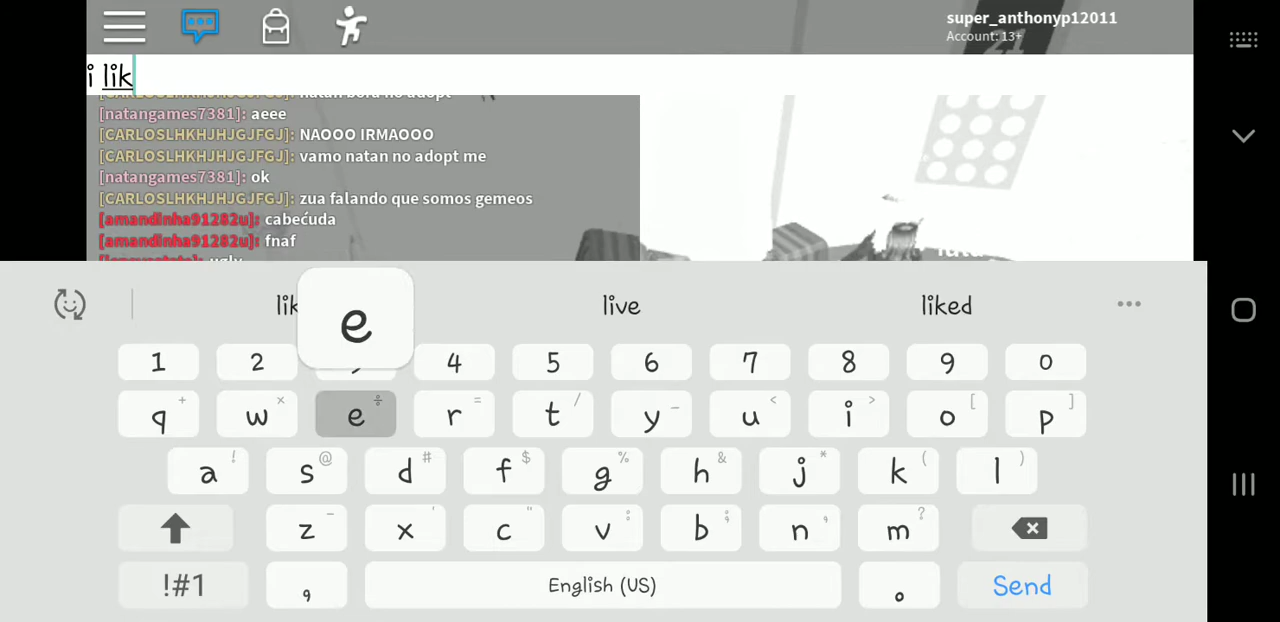 super_anthonyp12011
Account: 13+
21
i lik
[natangames7381]: aeee
[CARLOSLHKHJHJGJFGJ]: NAOOO IRMAOOO
[CARLOSLHKHJHJGJFGJ]: vamo natan no adopt me
[natangames7381]: ok
[CARLOSLHKHJHJGJFGJ]: zua falando que somos gemeos
[amandinha91282u]: cabećuda
[amandinha91282u]: fnaf
lik live liked
e
1 2 4 5 6 7 8 9 0
q + w × e ÷ r = t / y _ u < i > o [ p ]
a ! s @ d # f $ g % h & j * k ( l )
z - x ' c " v : b ; n , m ?
!#1 , English (US) . Send